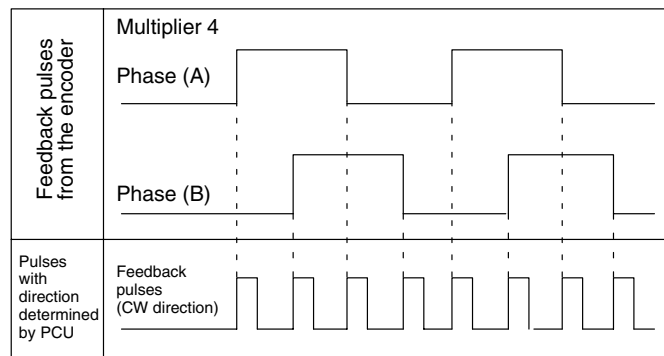 Feedback pulses
from the encoder
Multiplier 4
Phase (A)
Phase (B)
Pulses
with
direction
determined
by PCU
Feedback
pulses
(CW direction)